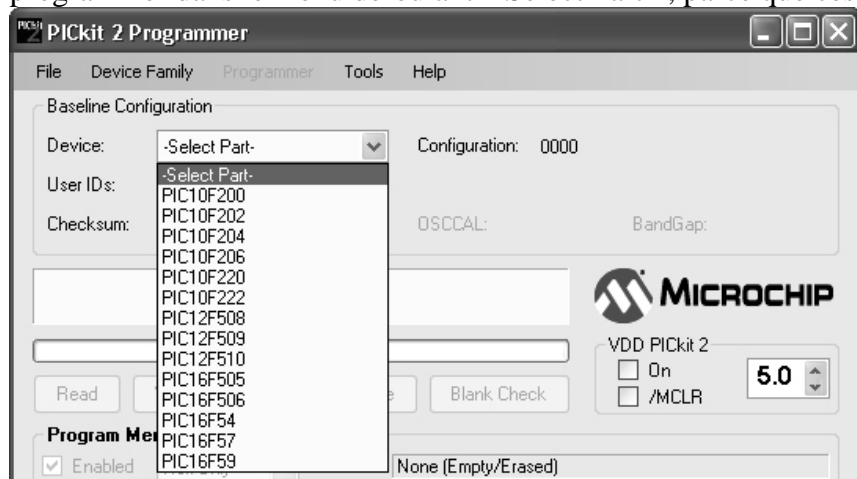 PICkit 2 Programmer
File Device Family Programmer Tools Help
Baseline Configuration
Device: -Select Part- Configuration: 0000
User IDs:
Checksum: OSCCAL: BandGap:
-Select Part-
PIC10F200
PIC10F202
PIC10F204
PIC10F206
PIC10F220
PIC10F222
PIC12F508
PIC12F509
PIC12F510
PIC16F505
PIC16F506
PIC16F54
PIC16F57
PIC16F59
MICROCHIP
VDD PICkit 2
On
/MCLR
5.0
Read Blank Check
Enabled None (Empty/Erased)